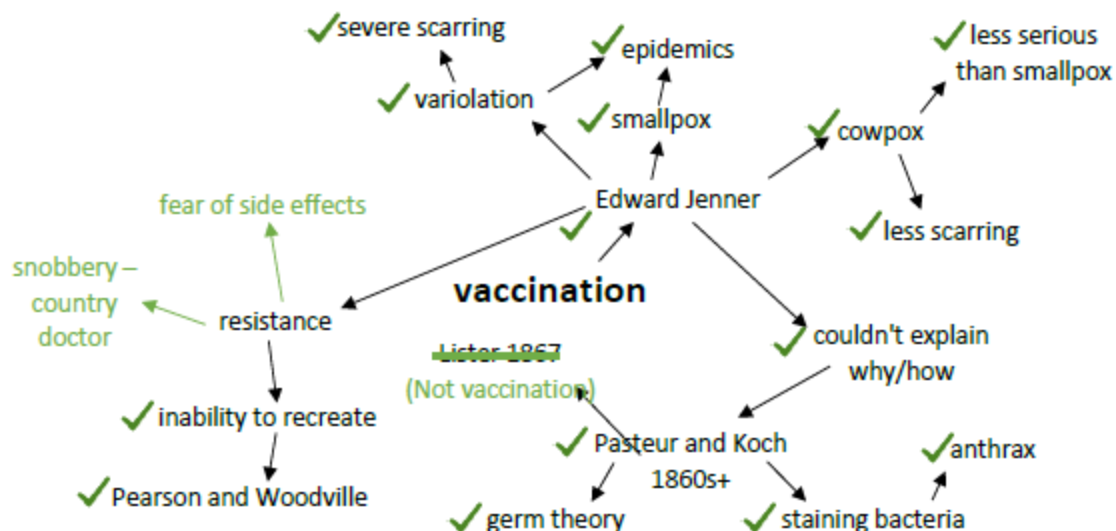 severe scarring
epidemics
less serious
than smallpox
variolation
smallpox
cowpox
Edward Jenner
fear of side effects
less scarring
snobbery –
country
doctor
vaccination
resistance
couldn't explain
why/how
Lister 1867
(Not vaccination)
inability to recreate
Pasteur and Koch
1860s+
anthrax
Pearson and Woodville
germ theory
staining bacteria